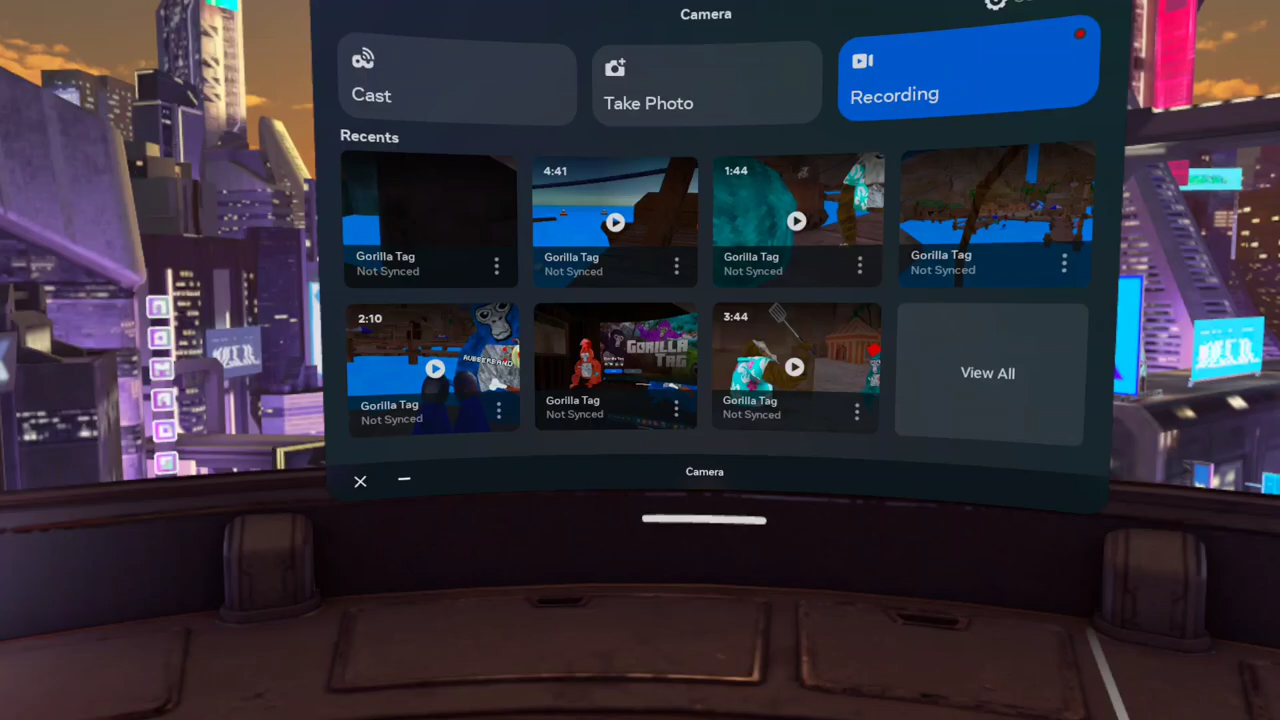 Camera
Cast
Take Photo
Recording
Recents
Gorilla Tag
Not Synced
4:41
Gorilla Tag
Not Synced
1:44
Gorilla Tag
Not Synced
Gorilla Tag
Not Synced
2:10
RUBBERBAND
Gorilla Tag
Not Synced
GORILLA
TAG
Gorilla Tag
Not Synced
3:44
Gorilla Tag
Not Synced
View All
Camera